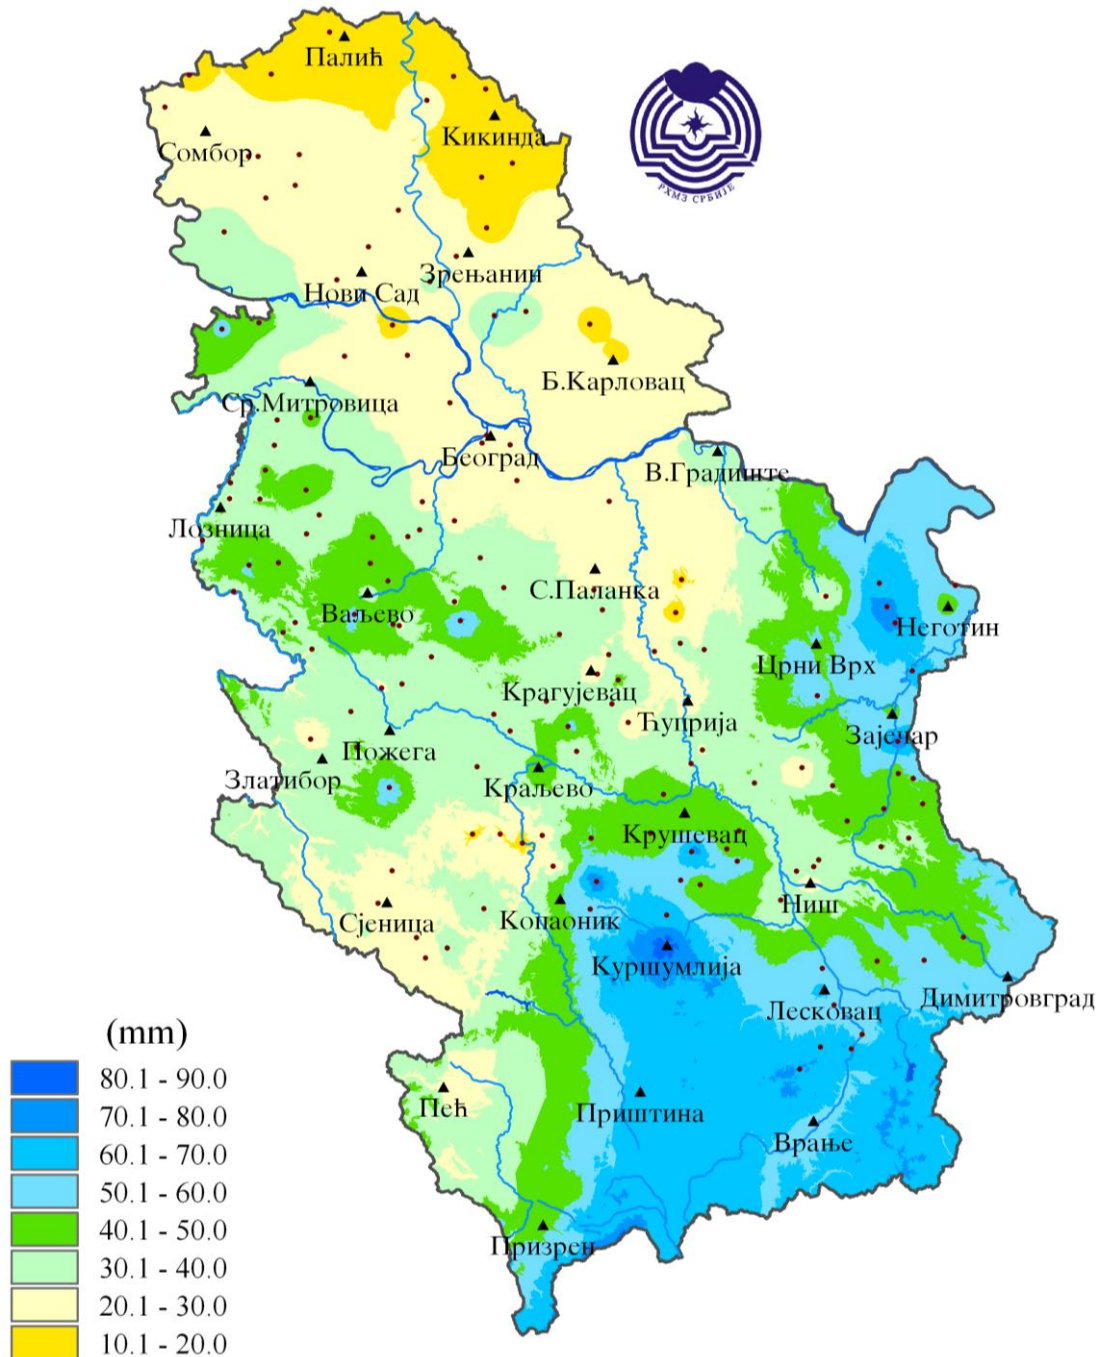 Палић
Кикинда
Сомбор
РХМЗ СРБИЈЕ
Зрењанин
Нови Сад
Б.Карловац
Ср.Митровица
Београд
В.Градиште
Лозница
С.Паланка
Ваљево
Неготин
Црни Врх
Крагујевац
Ћуприја
Зајечар
Пожега
Златибор
Краљево
Крушевац
Ниш
Сјеница
Копаоник
Куршумлија
Димитровград
Лесковац
(mm)
80.1 - 90.0
70.1 - 80.0
60.1 - 70.0
50.1 - 60.0
40.1 - 50.0
30.1 - 40.0
20.1 - 30.0
10.1 - 20.0
Пећ
Приштина
Врање
Призрен